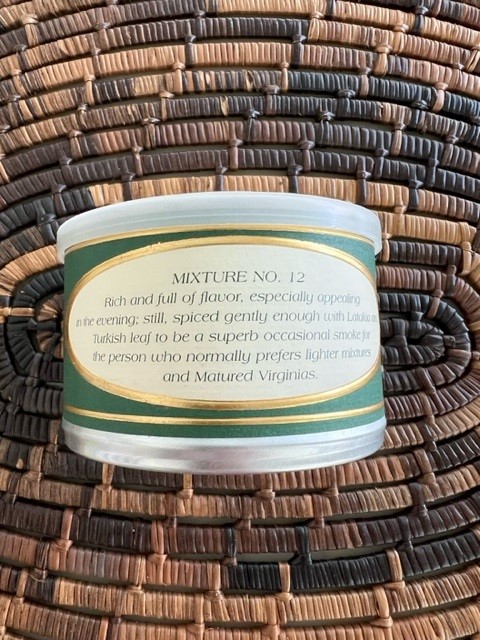 MIXTURE NO. 12
Rich and full of flavor, especially appealing
in the evening; still, spiced gently enough with Latakia
Turkish leaf to be a superb occasional smoke for
the person who normally prefers lighter mixtures
and Matured Virginias.